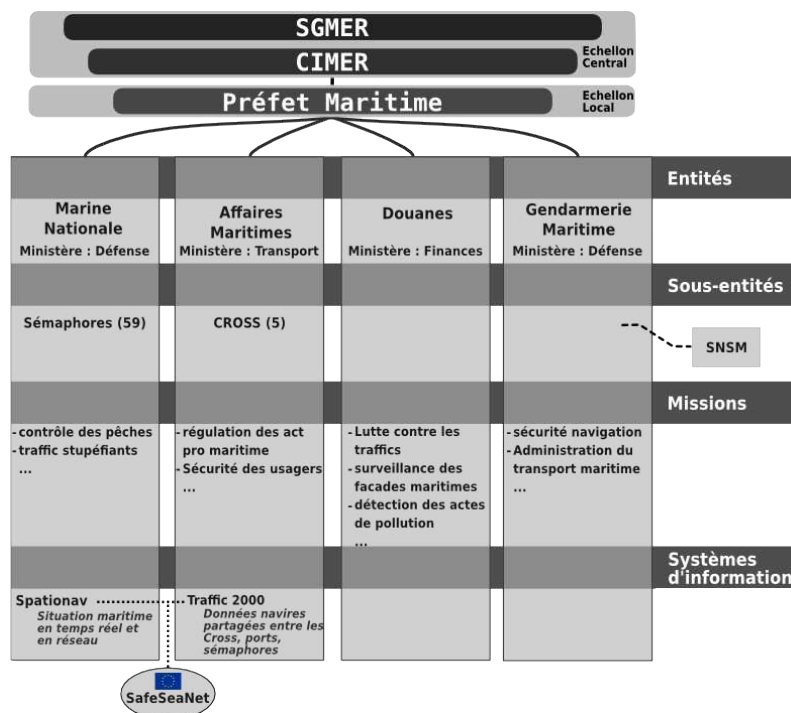 SGMER
CIMER
Echellon
Central
Préfet Maritime
Echellon
Local
Entités
Marine
Nationale
Ministère : Défense
Affaires
Maritimes
Ministère : Transport
Douanes
Ministère : Finances
Gendarmerie
Maritime
Ministère : Défense
Sous-entités
Sémaphores (59)
CROSS (5)
SNSM
Missions
- contrôle des pêches
- traffic stupéfiants
...
- régulation des act
pro maritime
- Sécurité des usagers
...
- Lutte contre les
traffics
- surveillance des
facades maritimes
- détection des actes
de pollution
...
- sécurité navigation
- Administration du
transport maritime
...
Systèmes
d'information
Spationav
Situation maritime
en temps réel et
en réseau
Traffic 2000
Données navires
partagées entre les
Cross, ports,
sémaphores
SafeSeaNet